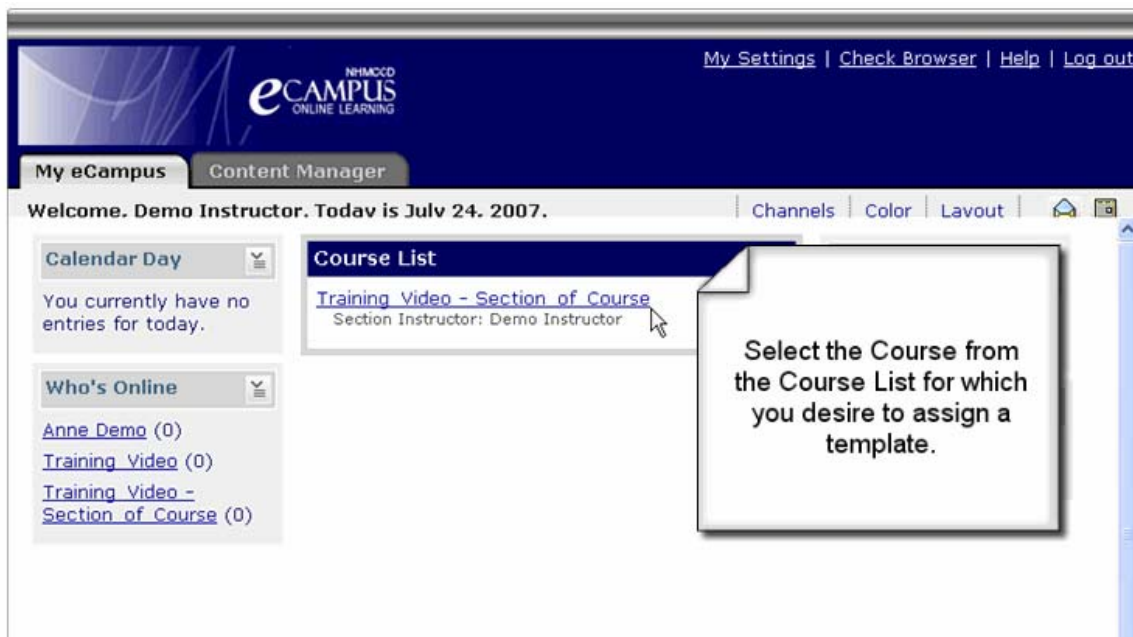 My Settings | Check Browser | Help | Log out
NHMCCD
eCAMPUS
ONLINE LEARNING
My eCampus
Content Manager
Welcome, Demo Instructor. Today is July 24, 2007.
Channels | Color | Layout
Calendar Day
You currently have no
entries for today.
Who's Online
Anne Demo (0)
Training Video (0)
Training Video -
Section of Course (0)
Course List
Training Video - Section of Course
Section Instructor: Demo Instructor
Select the Course from
the Course List for which
you desire to assign a
template.